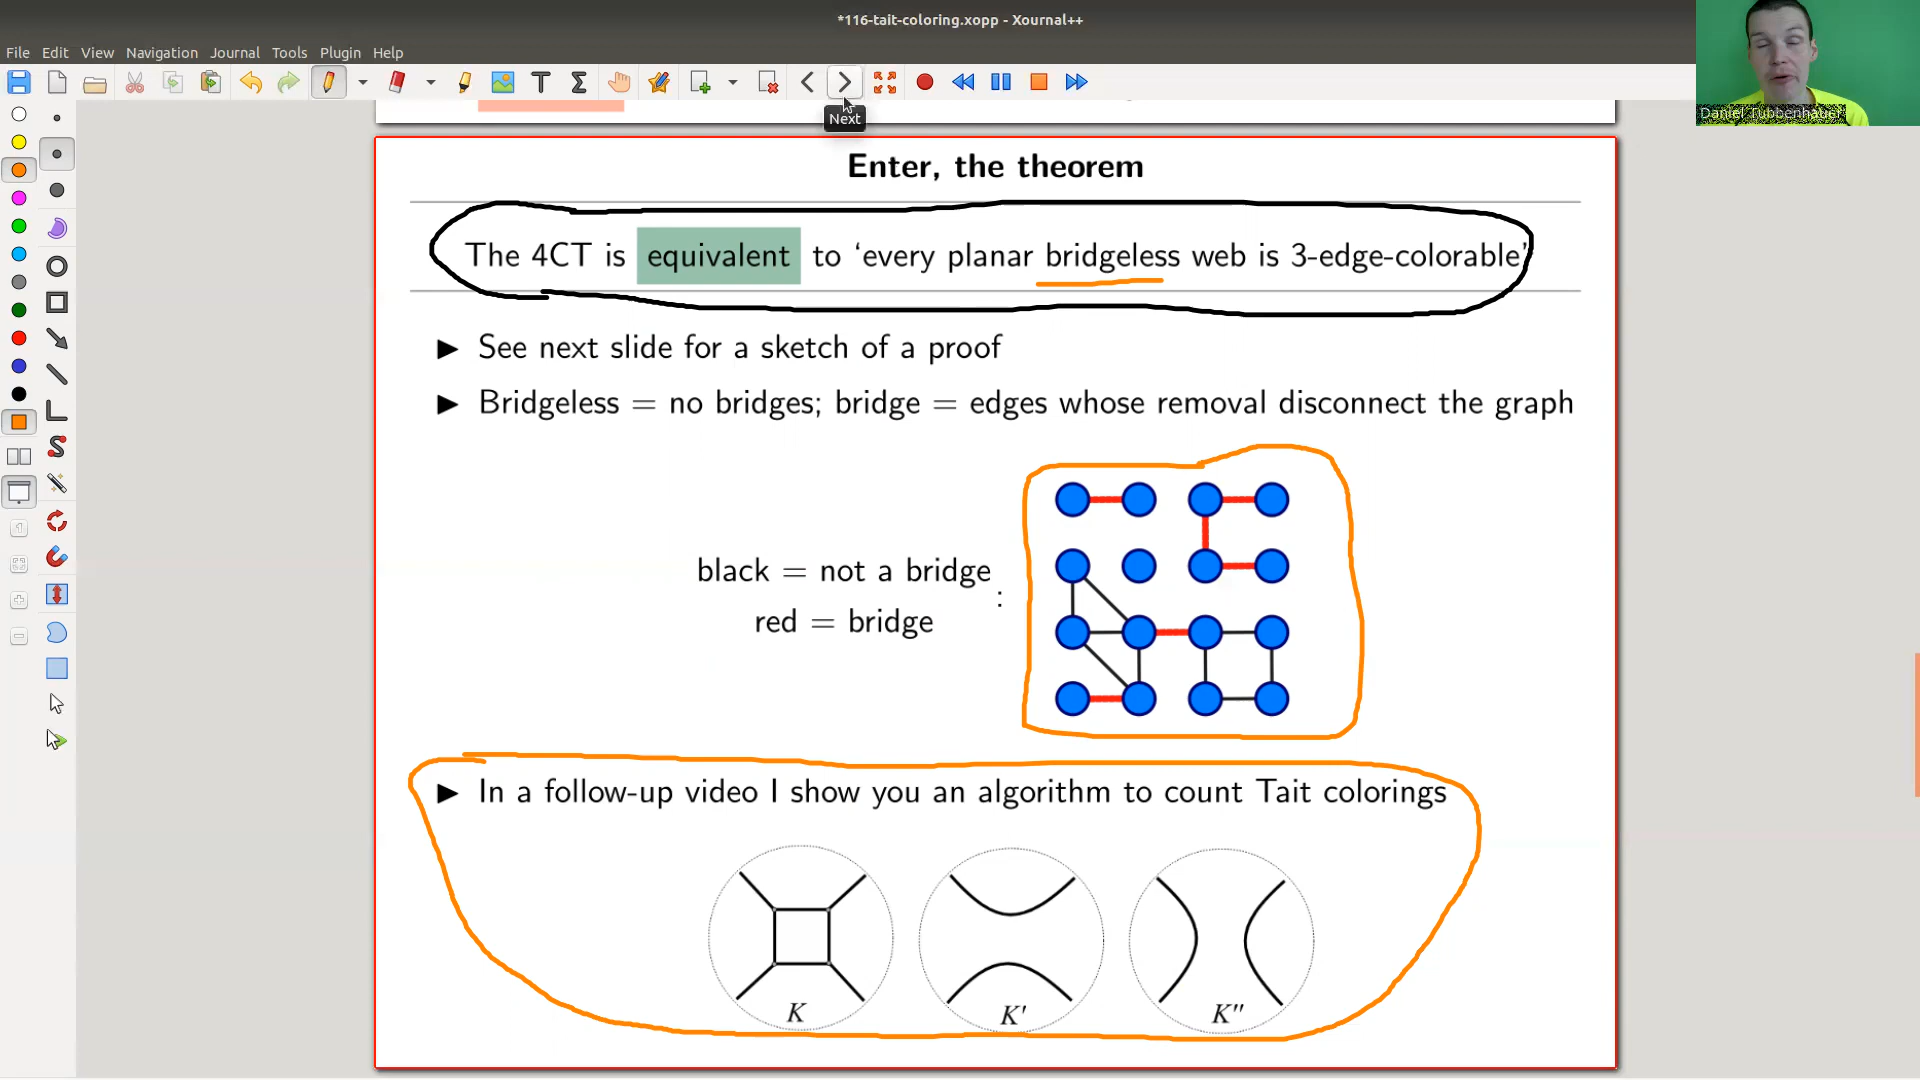 *116-tait-coloring.xopp - Xournal++
File Edit View Navigation Journal Tools Plugin Help
Next
Daniel Tubbenhauer
Enter, the theorem
The 4CT is equivalent to ‘every planar bridgeless web is 3-edge-colorable’
► See next slide for a sketch of a proof
► Bridgeless = no bridges; bridge = edges whose removal disconnect the graph
black = not a bridge
red = bridge
:
► In a follow-up video I show you an algorithm to count Tait colorings
K K' K''